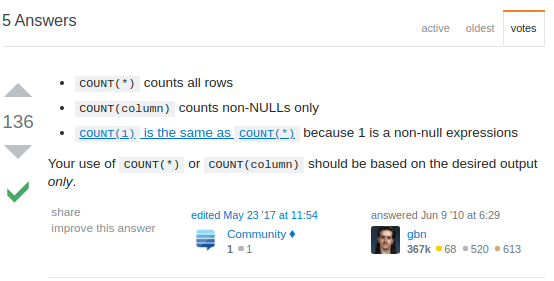 5 Answers
active oldest votes
COUNT(*) counts all rows
COUNT(column) counts non-NULLs only
COUNT(1) is the same as COUNT(*) because 1 is a non-null expressions
136
Your use of COUNT(*) or COUNT(column) should be based on the desired output
only.
share
improve this answer
edited May 23 '17 at 11:54
Community ♦
1 ●1
answered Jun 9 '10 at 6:29
gbn
367k ●68 ●520 ●613